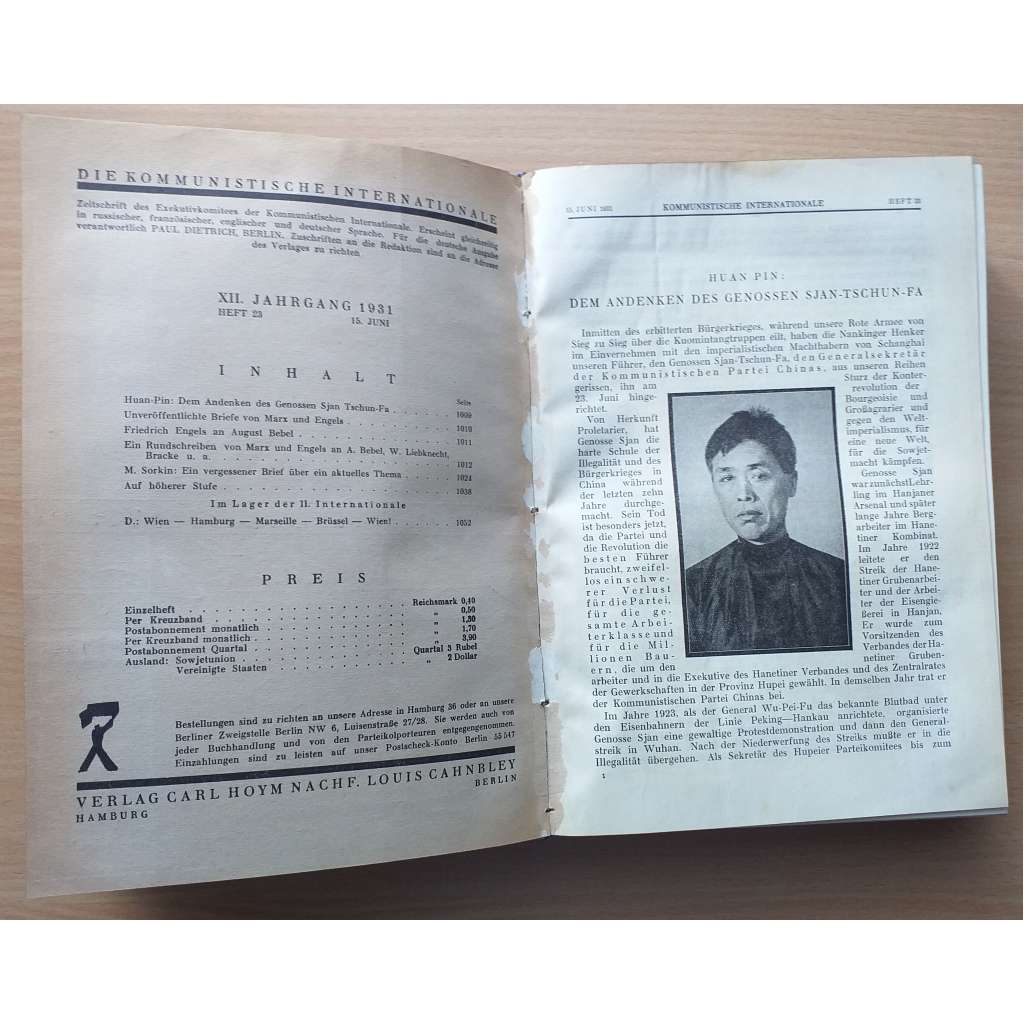 DIE KOMMUNISTISCHE INTERNATIONALE
Zeitschrift des Exekutivkomitees der Kommunistischen Internationale. Erscheint gleichzeitig
in russischer, französischer, englischer und deutscher Sprache. Für die deutsche Ausgabe
verantwortlich PAUL DIETRICH, BERLIN. Zuschriften an die Redaktion sind an die Adresse
des Verlages zu richten
XII. JAHRGANG 1931
HEFT 23 15. JUNI
INHALT
Seite
Huan-Pin: Dem Andenken des Genossen Sjan Tschun-Fa . . . . . . 1009
Unveröffentlichte Briefe von Marx und Engels . . . . . . 1010
Friedrich Engels an August Bebel . . . . . . 1011
Ein Rundschreiben von Marx und Engels an A. Bebel, W. Liebknecht,
Bracke u. a. . . . . . . 1012
M. Sorkin: Ein vergessener Brief über ein aktuelles Thema . . . . . . 1024
Auf höherer Stufe . . . . . . 1038
Im Lager der II. Internationale
D.: Wien — Hamburg — Marseille — Brüssel — Wien! . . . . . . 1052
PREIS
Einzelheft . . . . . . Reichsmark 0,40
Per Kreuzband . . . . . . „ 0,50
Postabonnement monatlich . . . . . . „ 1,50
Per Kreuzband monatlich . . . . . . „ 1,70
Postabonnement Quartal . . . . . . „ 3,90
Ausland: Sowjetunion . . . . . . Quartal 3 Rubel
Vereinigte Staaten . . . . . . „ 2 Dollar
Bestellungen sind zu richten an unsere Adresse in Hamburg 36 oder an unsere
Berliner Zweigstelle Berlin NW 6, Luisenstraße 27/28. Sie werden auch von
jeder Buchhandlung und von den Parteikolporteuren entgegengenommen.
Einzahlungen sind zu leisten auf unser Postscheck-Konto Berlin 55 547
VERLAG CARL HOYM NACHF. LOUIS CAHNBLEY
HAMBURG BERLIN
15. JUNI 1931 KOMMUNISTISCHE INTERNATIONALE HEFT 23
HUAN PIN:
DEM ANDENKEN DES GENOSSEN SJAN-TSCHUN-FA
Inmitten des erbitterten Bürgerkrieges, während unsere Rote Armee von
Sieg zu Sieg über die Kuomintangtruppen eilt, haben die Nankinger Henker
im Einvernehmen mit den imperialistischen Machthabern von Schanghai
unseren Führer, den Genossen Sjan-Tschun-Fa, den Generalsekretär
der Kommunistischen Partei Chinas, aus unseren Reihen
gerissen, ihn am
23. Juni hinge-
richtet.
Von Herkunft
Proletarier, hat
Genosse Sjan die
harte Schule der
Illegalität und des
Bürgerkrieges in
China während
der letzten zehn
Jahre durchge-
macht. Sein Tod
ist besonders jetzt,
da die Partei und
die Revolution die
besten Führer
braucht, zweifel-
los ein schwe-
rer Verlust
für die Partei,
für die ge-
samte Arbei-
terklasse und
für die Mil-
lionen Bau-
ern, die um den
Sturz der Konter-
revolution der
Bourgeoisie und
Großagrarier und
gegen den Welt-
imperialismus, für
eine neue Welt,
für die Sowjet-
macht kämpfen.
Genosse Sjan
war zunächst Lehr-
ling im Hanjaner
Arsenal und später
lange Jahre Berg-
arbeiter im Hane-
tiner Kombinat.
Im Jahre 1922
leitete er den
Streik der Hane-
tiner Grubenarbei-
ter und der Arbei-
ter der Eisengie-
ßerei in Hanjan.
Er wurde zum
Vorsitzenden des
Verbandes der Ha-
netiner Gruben-
arbeiter und in die Exekutive des Hanetiner Verbandes und des Zentralrates
der Gewerkschaften in der Provinz Hupei gewählt. In demselben Jahr trat er
der Kommunistischen Partei Chinas bei.
Im Jahre 1923, als der General Wu-Pei-Fu das bekannte Blutbad unter
den Eisenbahnern der Linie Peking—Hankau anrichtete, organisierte
Genosse Sjan eine gewaltige Protestdemonstration und dann den General-
streik in Wuhan. Nach der Niederwerfung des Streiks mußte er in die
Illegalität übergehen. Als Sekretär des Hupeier Parteikomitees bis zum
1